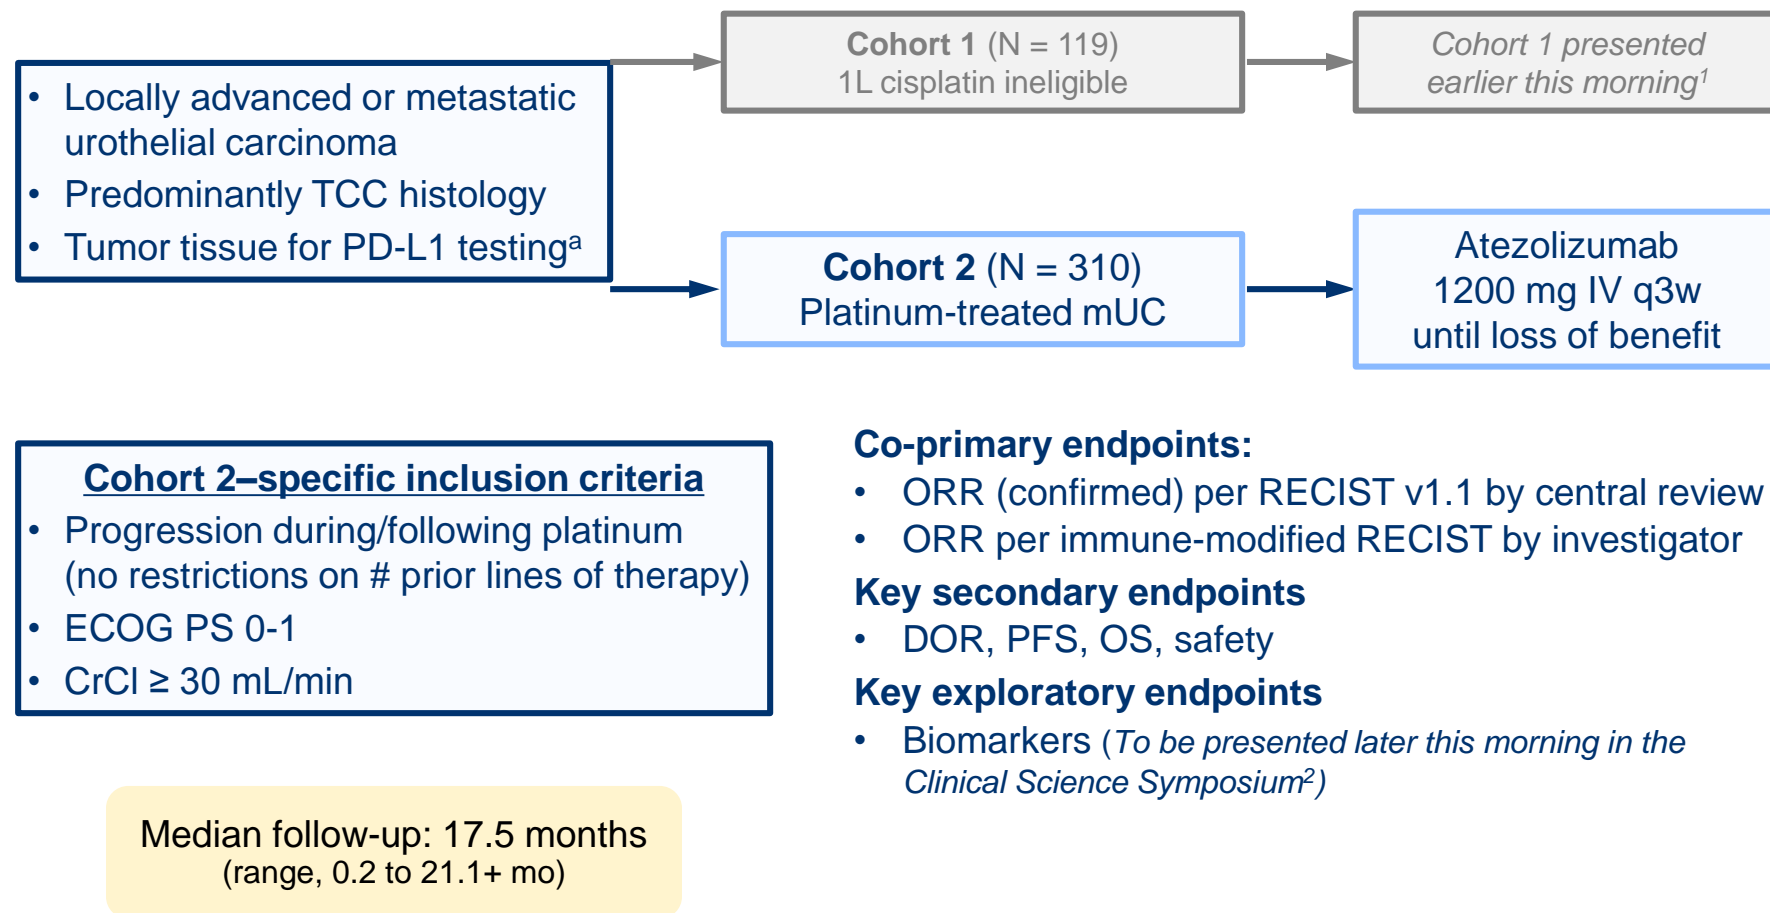 • Locally advanced or metastatic
urothelial carcinoma
• Predominantly TCC histology
• Tumor tissue for PD-L1 testingᵃ
Cohort 1 (N = 119)
1L cisplatin ineligible
Cohort 1 presented
earlier this morning¹
Cohort 2 (N = 310)
Platinum-treated mUC
Atezolizumab
1200 mg IV q3w
until loss of benefit
Cohort 2–specific inclusion criteria
• Progression during/following platinum
(no restrictions on # prior lines of therapy)
• ECOG PS 0-1
• CrCl ≥ 30 mL/min
Median follow-up: 17.5 months
(range, 0.2 to 21.1+ mo)
Co-primary endpoints:
• ORR (confirmed) per RECIST v1.1 by central review
• ORR per immune-modified RECIST by investigator
Key secondary endpoints
• DOR, PFS, OS, safety
Key exploratory endpoints
• Biomarkers (To be presented later this morning in the
Clinical Science Symposium²)